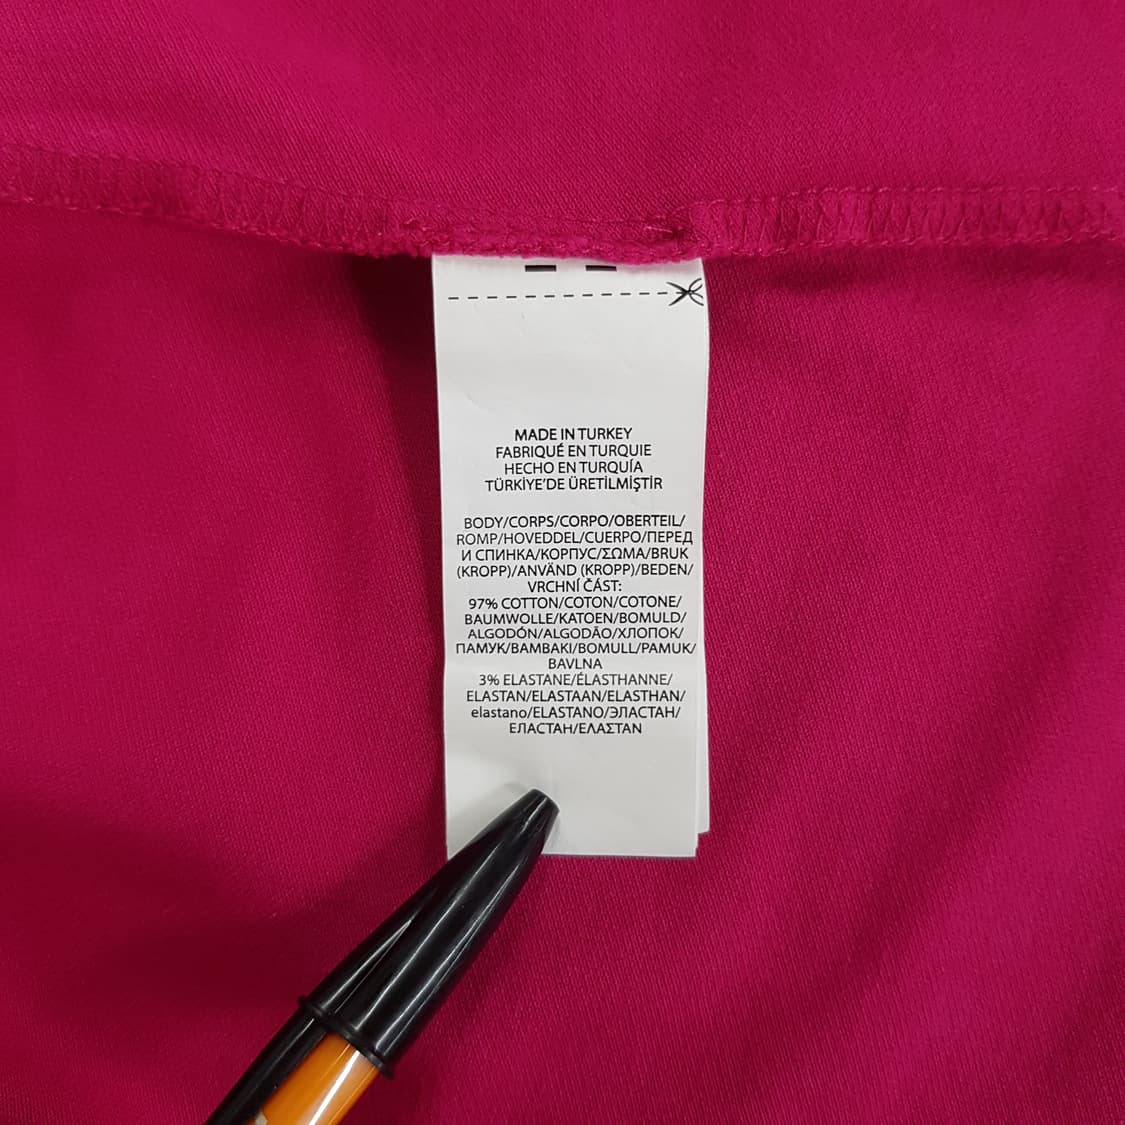 MADE IN TURKEY
FABRIQUÉ EN TURQUIE
HECHO EN TURQUÍA
TÜRKİYE'DE ÜRETİLMİŞTİR
BODY/CORPS/CORPO/OBERTEIL/
ROMP/HOVEDDEL/CUERPO/ПЕРЕД
И СПИНКА/КОРПУС/ΣΩΜΑ/BRUK
(KROPP)/ANVÄND (KROPP)/BEDEN/
VRCHNÍ ČÁST:
97% COTTON/COTON/COTONE/
BAUMWOLLE/KATOEN/BOMULD/
ALGODÓN/ALGODÃO/ХЛОПОК/
ПАМУК/ΒΑΜΒΑΚΙ/BOMULL/PAMUK/
BAVLNA
3% ELASTANE/ÉLASTHANNE/
ELASTAN/ELASTAAN/ELASTHAN/
elastano/ELASTANO/ЭЛАСТАН/
ЕЛАСТАН/ΕΛΑΣΤΑΝ